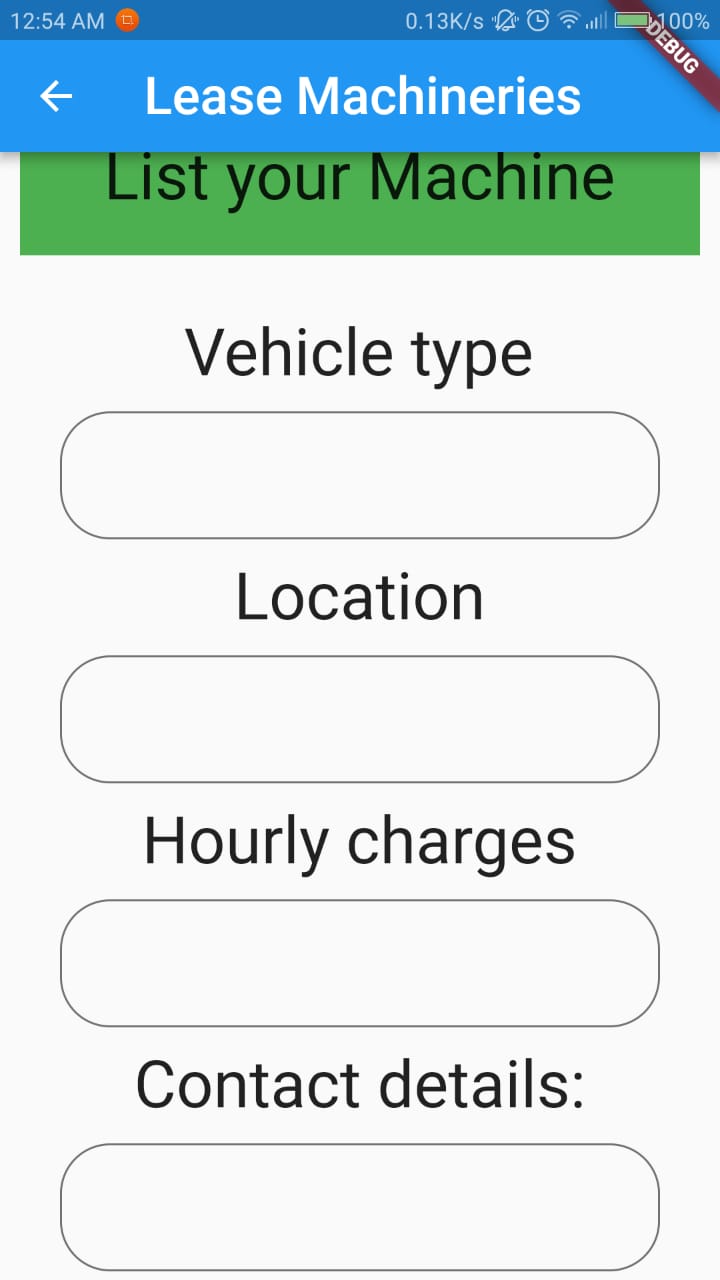 12:54 AM 0.13K/s 100%
DEBUG
Lease Machineries
List your Machine
Vehicle type
Location
Hourly charges
Contact details: